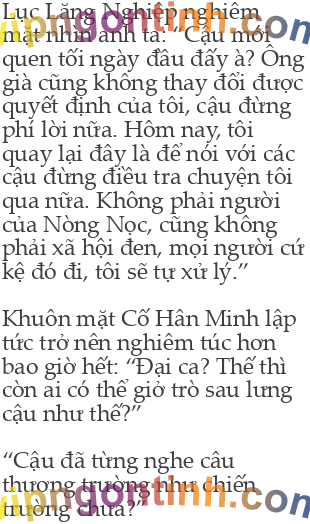 Lục Lăng Nghiệp nghiêm
mặt nhìn anh ta: “Cậu mới
quen tôi ngày đầu đấy à? Ông
già cũng không thay đổi được
quyết định của tôi, cậu đừng
phí lời nữa. Hôm nay, tôi
quay lại đây là để nói với các
cậu đừng điều tra chuyện tối
qua nữa. Không phải người
của Nòng Nọc, cũng không
phải xã hội đen, mọi người cứ
kệ đó đi, tôi sẽ tự xử lý.”

Khuôn mặt Cố Hân Minh lập
tức trở nên nghiêm túc hơn
bao giờ hết: “Đại ca? Thế thì
còn ai có thể giở trò sau lưng
cậu như thế?”

“Cậu đã từng nghe câu
thương trường như chiến
trường chưa?”
vipngontinh.com
vipngontinh.com